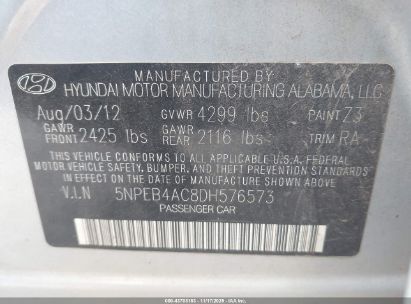 MANUFACTURED BY
HYUNDAI MOTOR MANUFACTURING ALABAMA, LLC
Aug/03/12 GVWR 4299 lbs PAINT Z3
GAWR FRONT 2425 lbs GAWR REAR 2116 lbs TRIM RA
THIS VEHICLE CONFORMS TO ALL APPLICABLE U.S.A FEDERAL
MOTOR VEHICLE SAFETY, BUMPER, AND THEFT PREVENTION
STANDARDS IN EFFECT ON THE DATE OF MANUFACTURE SHOWN ABOVE.
V.I.N 5NPEB4AC8DH576573
PASSENGER CAR